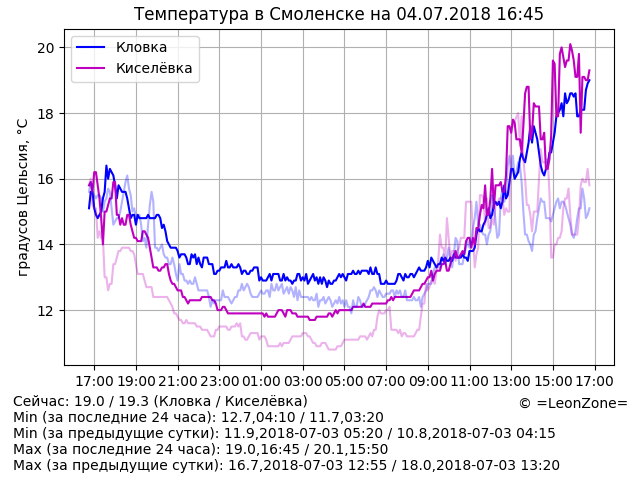 Температура в Смоленске на 04.07.2018 16:45
Кловка
Киселёвка
градусов Цельсия, °C
20
18
16
14
12
17:00 19:00 21:00 23:00 01:00 03:00 05:00 07:00 09:00 11:00 13:00 15:00 17:00
Сейчас: 19.0 / 19.3 (Кловка / Киселёвка)
© =LeonZone=
Min (за последние 24 часа): 12.7,04:10 / 11.7,03:20
Min (за предыдущие сутки): 11.9,2018-07-03 05:20 / 10.8,2018-07-03 04:15
Max (за последние 24 часа): 19.0,16:45 / 20.1,15:50
Max (за предыдущие сутки): 16.7,2018-07-03 12:55 / 18.0,2018-07-03 13:20